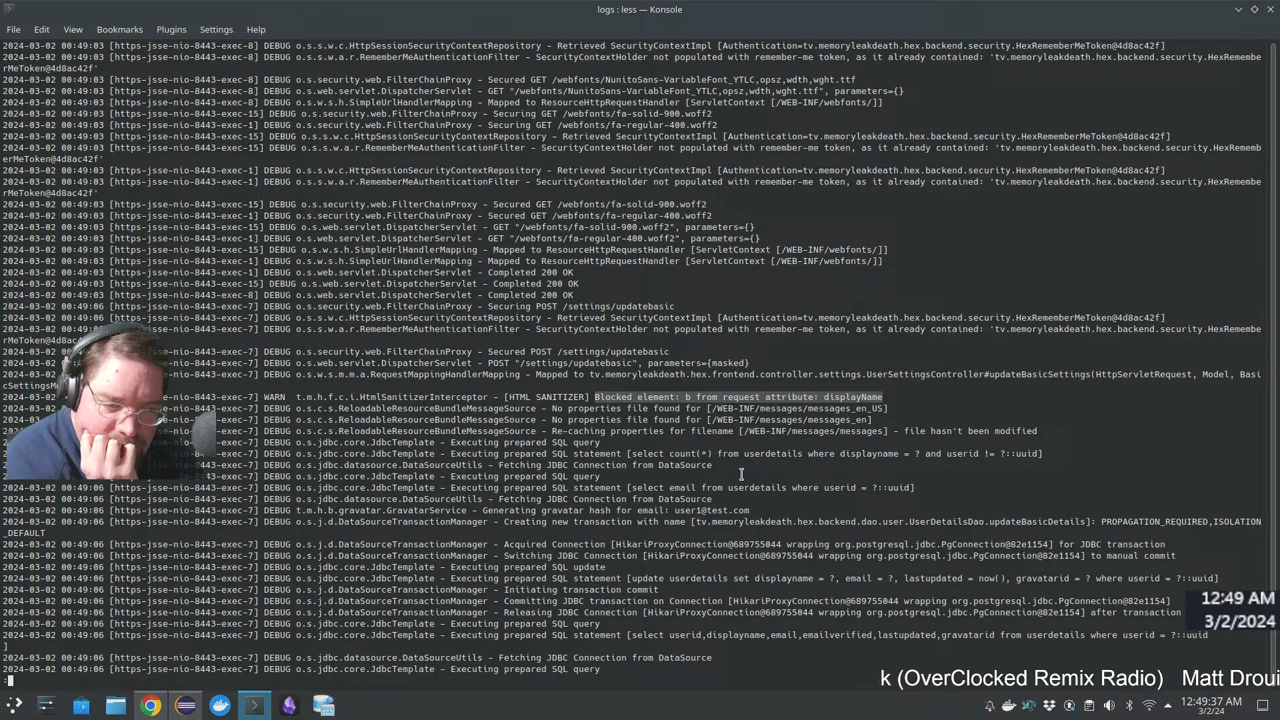 logs : less — Konsole
File Edit View Bookmarks Plugins Settings Help
2024-03-02 00:49:03 [https-jsse-nio-8443-exec-8] DEBUG o.s.s.w.c.HttpSessionSecurityContextRepository - Retrieved SecurityContextImpl [Authentication=tv.memoryleakdeath.hex.backend.security.HexRememberMeToken@4d8ac42f]
2024-03-02 00:49:03 [https-jsse-nio-8443-exec-8] DEBUG o.s.s.w.a.r.RememberMeAuthenticationFilter - SecurityContextHolder not populated with remember-me token, as it already contained: 'tv.memoryleakdeath.hex.backend.security.HexRemembe
erMeToken@4d8ac42f'
2024-03-02 00:49:03 [https-jsse-nio-8443-exec-8] DEBUG o.s.security.web.FilterChainProxy - Secured GET /webfonts/NunitoSans-VariableFont_YTLC,opsz,wdth,wght.ttf
2024-03-02 00:49:03 [https-jsse-nio-8443-exec-8] DEBUG o.s.web.servlet.DispatcherServlet - GET "/webfonts/NunitoSans-VariableFont_YTLC,opsz,wdth,wght.ttf", parameters={}
2024-03-02 00:49:03 [https-jsse-nio-8443-exec-8] DEBUG o.s.w.s.h.SimpleUrlHandlerMapping - Mapped to ResourceHttpRequestHandler [ServletContext [/WEB-INF/webfonts/]]
2024-03-02 00:49:03 [https-jsse-nio-8443-exec-15] DEBUG o.s.security.web.FilterChainProxy - Securing GET /webfonts/fa-solid-900.woff2
2024-03-02 00:49:03 [https-jsse-nio-8443-exec-1] DEBUG o.s.security.web.FilterChainProxy - Securing GET /webfonts/fa-regular-400.woff2
2024-03-02 00:49:03 [https-jsse-nio-8443-exec-15] DEBUG o.s.s.w.c.HttpSessionSecurityContextRepository - Retrieved SecurityContextImpl [Authentication=tv.memoryleakdeath.hex.backend.security.HexRememberMeToken@4d8ac42f]
2024-03-02 00:49:03 [https-jsse-nio-8443-exec-15] DEBUG o.s.s.w.a.r.RememberMeAuthenticationFilter - SecurityContextHolder not populated with remember-me token, as it already contained: 'tv.memoryleakdeath.hex.backend.security.HexRememb
erMeToken@4d8ac42f'
2024-03-02 00:49:03 [https-jsse-nio-8443-exec-1] DEBUG o.s.s.w.c.HttpSessionSecurityContextRepository - Retrieved SecurityContextImpl [Authentication=tv.memoryleakdeath.hex.backend.security.HexRememberMeToken@4d8ac42f]
2024-03-02 00:49:03 [https-jsse-nio-8443-exec-1] DEBUG o.s.s.w.a.r.RememberMeAuthenticationFilter - SecurityContextHolder not populated with remember-me token, as it already contained: 'tv.memoryleakdeath.hex.backend.security.HexRemembe
rMeToken@4d8ac42f'
2024-03-02 00:49:03 [https-jsse-nio-8443-exec-15] DEBUG o.s.security.web.FilterChainProxy - Secured GET /webfonts/fa-solid-900.woff2
2024-03-02 00:49:03 [https-jsse-nio-8443-exec-1] DEBUG o.s.security.web.FilterChainProxy - Secured GET /webfonts/fa-regular-400.woff2
2024-03-02 00:49:03 [https-jsse-nio-8443-exec-15] DEBUG o.s.web.servlet.DispatcherServlet - GET "/webfonts/fa-solid-900.woff2", parameters={}
2024-03-02 00:49:03 [https-jsse-nio-8443-exec-1] DEBUG o.s.web.servlet.DispatcherServlet - GET "/webfonts/fa-regular-400.woff2", parameters={}
2024-03-02 00:49:03 [https-jsse-nio-8443-exec-15] DEBUG o.s.w.s.h.SimpleUrlHandlerMapping - Mapped to ResourceHttpRequestHandler [ServletContext [/WEB-INF/webfonts/]]
2024-03-02 00:49:03 [https-jsse-nio-8443-exec-1] DEBUG o.s.w.s.h.SimpleUrlHandlerMapping - Mapped to ResourceHttpRequestHandler [ServletContext [/WEB-INF/webfonts/]]
2024-03-02 00:49:03 [https-jsse-nio-8443-exec-1] DEBUG o.s.web.servlet.DispatcherServlet - Completed 200 OK
2024-03-02 00:49:03 [https-jsse-nio-8443-exec-15] DEBUG o.s.web.servlet.DispatcherServlet - Completed 200 OK
2024-03-02 00:49:03 [https-jsse-nio-8443-exec-8] DEBUG o.s.web.servlet.DispatcherServlet - Completed 200 OK
2024-03-02 00:49:06 [https-jsse-nio-8443-exec-7] DEBUG o.s.security.web.FilterChainProxy - Securing POST /settings/updatebasic
2024-03-02 00:49:06 [https-jsse-nio-8443-exec-7] DEBUG o.s.s.w.c.HttpSessionSecurityContextRepository - Retrieved SecurityContextImpl [Authentication=tv.memoryleakdeath.hex.backend.security.HexRememberMeToken@4d8ac42f]
2024-03-02 00:49:06 [https-jsse-nio-8443-exec-7] DEBUG o.s.s.w.a.r.RememberMeAuthenticationFilter - SecurityContextHolder not populated with remember-me token, as it already contained: 'tv.memoryleakdeath.hex.backend.security.HexRemembe
rMeToken@4d
2024-03-02 -8443-exec-7] DEBUG o.s.security.web.FilterChainProxy - Secured POST /settings/updatebasic
2024-03-02 8443-exec-7] DEBUG o.s.web.servlet.DispatcherServlet - POST "/settings/updatebasic", parameters={masked}
2024-03-02 8443-exec-7] DEBUG o.s.w.s.m.m.a.RequestMappingHandlerMapping - Mapped to tv.memoryleakdeath.hex.frontend.controller.settings.UserSettingsController#updateBasicSettings(HttpServletRequest, Model, Basi
cSettingsM
2024-03-02 443-exec-7] WARN t.m.h.f.c.i.HtmlSanitizerInterceptor - [HTML SANITIZER] Blocked element: b from request attribute: displayName
2024-03-02 443-exec-7] DEBUG o.s.c.s.ReloadableResourceBundleMessageSource - No properties file found for [/WEB-INF/messages/messages_en_US]
2024-03-0 443-exec-7] DEBUG o.s.c.s.ReloadableResourceBundleMessageSource - No properties file found for [/WEB-INF/messages/messages_en]
2024-03 443-exec-7] DEBUG o.s.c.s.ReloadableResourceBundleMessageSource - Re-caching properties for filename [/WEB-INF/messages/messages] - file hasn't been modified
2024- 443-exec-7] DEBUG o.s.jdbc.core.JdbcTemplate - Executing prepared SQL query
443-exec-7] DEBUG o.s.jdbc.core.JdbcTemplate - Executing prepared SQL statement [select count(*) from userdetails where displayname = ? and userid != ?::uuid]
443-exec-7] DEBUG o.s.jdbc.datasource.DataSourceUtils - Fetching JDBC Connection from DataSource
443-exec-7] DEBUG o.s.jdbc.core.JdbcTemplate - Executing prepared SQL query
2024-03-02 00:49:06 [https-jsse-nio-8443-exec-7] DEBUG o.s.jdbc.core.JdbcTemplate - Executing prepared SQL statement [select email from userdetails where userid = ?::uuid]
2024-03-02 00:49:06 [https-jsse-nio-8443-exec-7] DEBUG o.s.jdbc.datasource.DataSourceUtils - Fetching JDBC Connection from DataSource
2024-03-02 00:49:06 [https-jsse-nio-8443-exec-7] DEBUG t.m.h.b.gravatar.GravatarService - Generating gravatar hash for email: user1@test.com
2024-03-02 00:49:06 [https-jsse-nio-8443-exec-7] DEBUG o.s.j.d.DataSourceTransactionManager - Creating new transaction with name [tv.memoryleakdeath.hex.backend.dao.user.UserDetailsDao.updateBasicDetails]: PROPAGATION_REQUIRED,ISOLATION
_DEFAULT
2024-03-02 00:49:06 [https-jsse-nio-8443-exec-7] DEBUG o.s.j.d.DataSourceTransactionManager - Acquired Connection [HikariProxyConnection@689755044 wrapping org.postgresql.jdbc.PgConnection@82e1154] for JDBC transaction
2024-03-02 00:49:06 [https-jsse-nio-8443-exec-7] DEBUG o.s.j.d.DataSourceTransactionManager - Switching JDBC Connection [HikariProxyConnection@689755044 wrapping org.postgresql.jdbc.PgConnection@82e1154] to manual commit
2024-03-02 00:49:06 [https-jsse-nio-8443-exec-7] DEBUG o.s.jdbc.core.JdbcTemplate - Executing prepared SQL update
2024-03-02 00:49:06 [https-jsse-nio-8443-exec-7] DEBUG o.s.jdbc.core.JdbcTemplate - Executing prepared SQL statement [update userdetails set displayname = ?, email = ?, lastupdated = now(), gravatarid = ? where userid = ?::uuid]
2024-03-02 00:49:06 [https-jsse-nio-8443-exec-7] DEBUG o.s.j.d.DataSourceTransactionManager - Initiating transaction commit
2024-03-02 00:49:06 [https-jsse-nio-8443-exec-7] DEBUG o.s.j.d.DataSourceTransactionManager - Committing JDBC transaction on Connection [HikariProxyConnection@689755044 wrapping org.postgresql.jdbc.PgConnection@82e1154]
2024-03-02 00:49:06 [https-jsse-nio-8443-exec-7] DEBUG o.s.j.d.DataSourceTransactionManager - Releasing JDBC Connection [HikariProxyConnection@689755044 wrapping org.postgresql.jdbc.PgConnection@82e1154] after transaction
2024-03-02 00:49:06 [https-jsse-nio-8443-exec-7] DEBUG o.s.jdbc.core.JdbcTemplate - Executing prepared SQL query
2024-03-02 00:49:06 [https-jsse-nio-8443-exec-7] DEBUG o.s.jdbc.core.JdbcTemplate - Executing prepared SQL statement [select userid,displayname,email,emailverified,lastupdated,gravatarid from userdetails where userid = ?::uuid
]
2024-03-02 00:49:06 [https-jsse-nio-8443-exec-7] DEBUG o.s.jdbc.datasource.DataSourceUtils - Fetching JDBC Connection from DataSource
2024-03-02 00:49:06 [https-jsse-nio-8443-exec-7] DEBUG o.s.jdbc.core.JdbcTemplate - Executing prepared SQL query
:
12:49 AM
3/2/2024
k (OverClocked Remix Radio) Matt Droui
12:49:37 AM
3/2/24